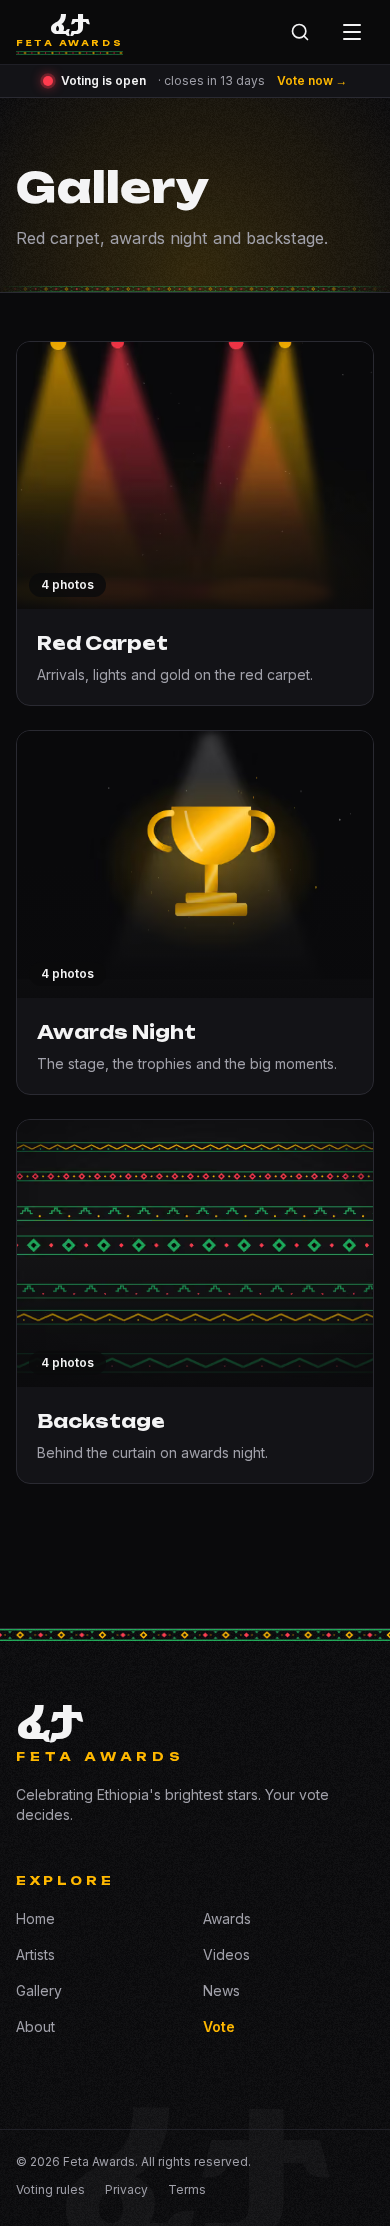 ፈታ
FETA AWARDS
Voting is open · closes in 13 days Vote now →
Gallery
Red carpet, awards night and backstage.
4 photos
Red Carpet
Arrivals, lights and gold on the red carpet.
4 photos
Awards Night
The stage, the trophies and the big moments.
4 photos
Backstage
Behind the curtain on awards night.
ፈታ
FETA AWARDS
Celebrating Ethiopia's brightest stars. Your vote
decides.
EXPLORE
Home Awards
Artists Videos
Gallery News
About Vote
ፈታ
© 2026 Feta Awards. All rights reserved.
Voting rules Privacy Terms